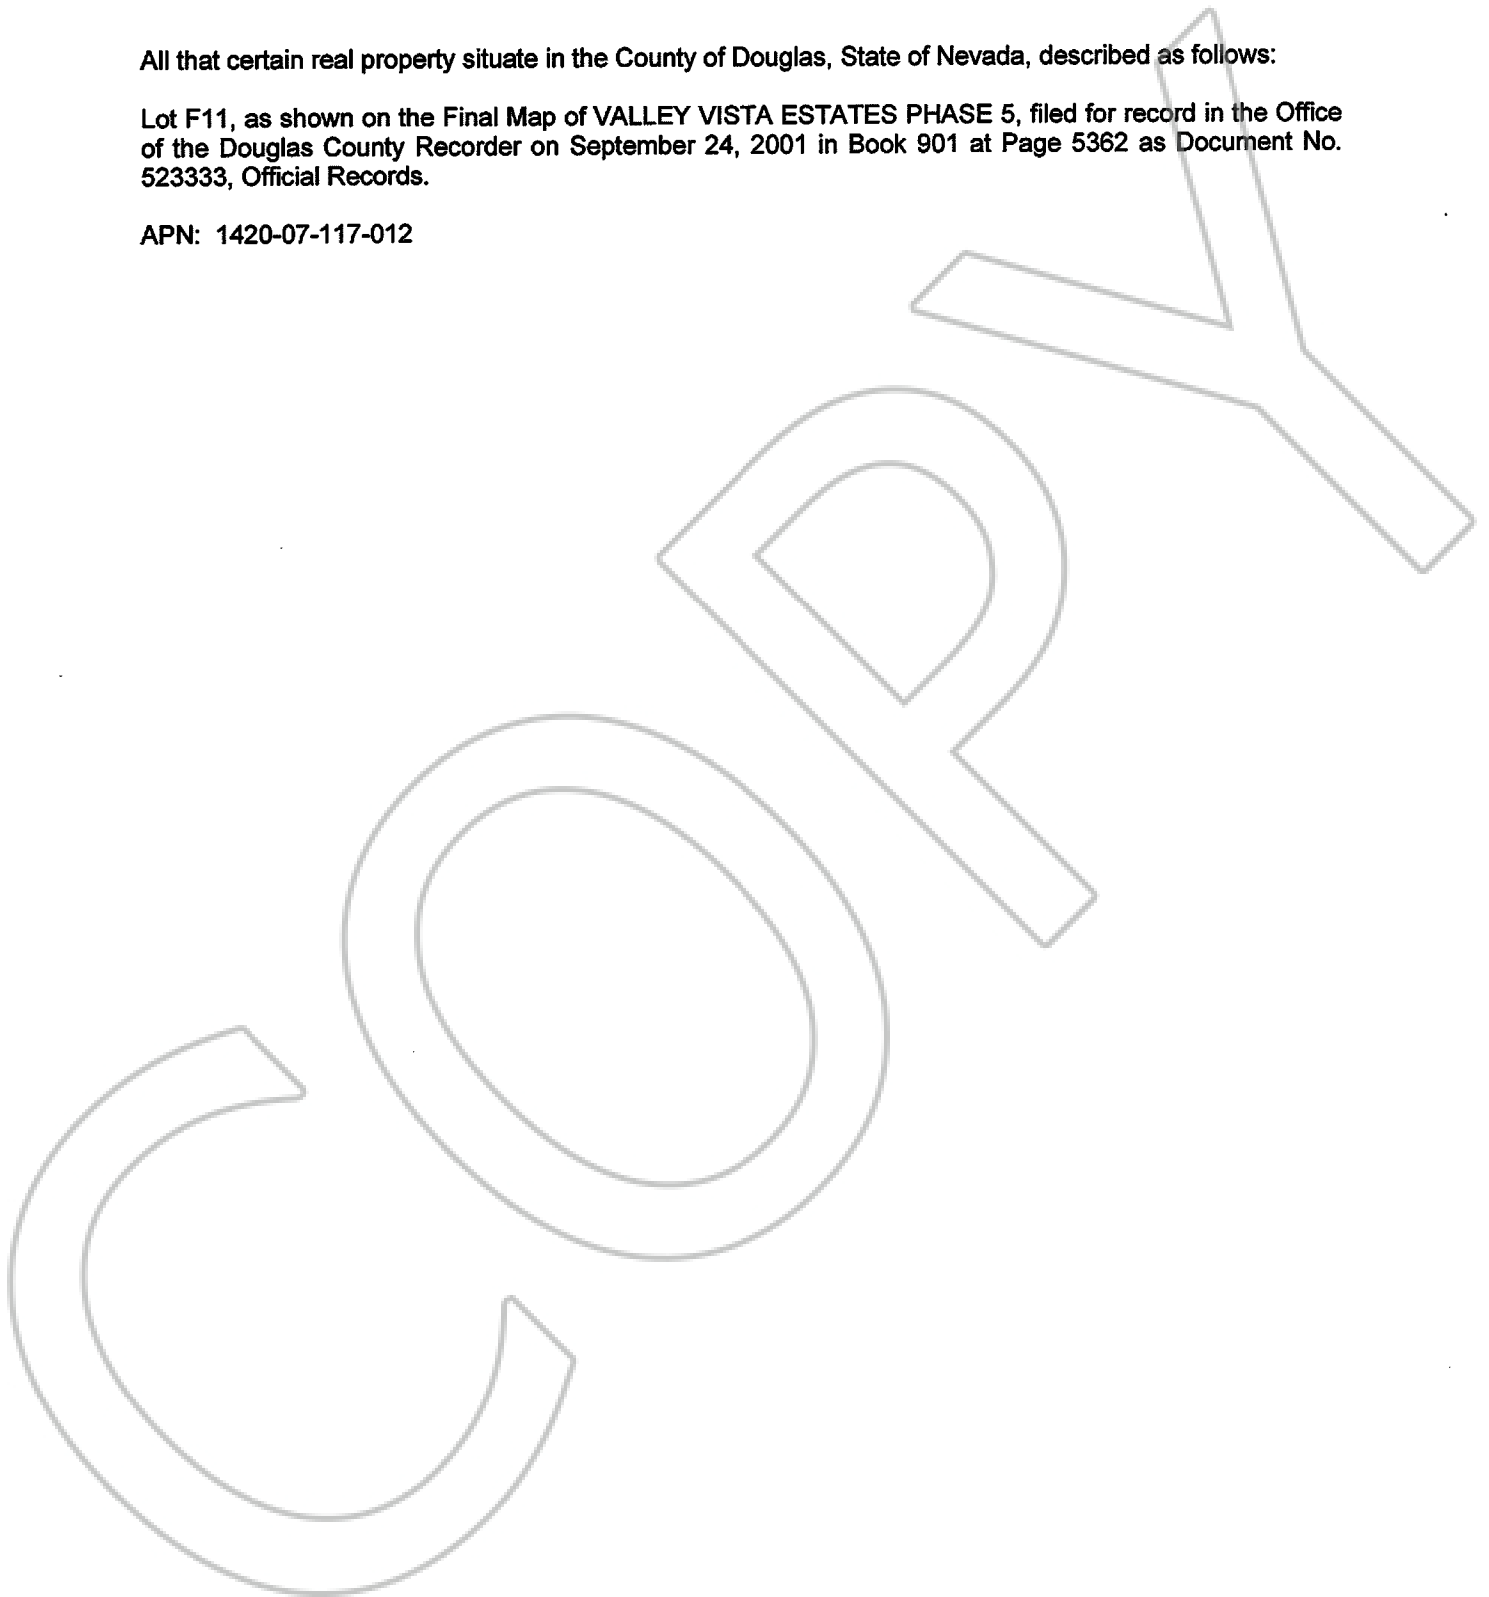 All that certain real property situate in the County of Douglas, State of Nevada, described as follows:
Lot F11, as shown on the Final Map of VALLEY VISTA ESTATES PHASE 5, filed for record in the Office
of the Douglas County Recorder on September 24, 2001 in Book 901 at Page 5362 as Document No.
523333, Official Records.
APN: 1420-07-117-012
COPY